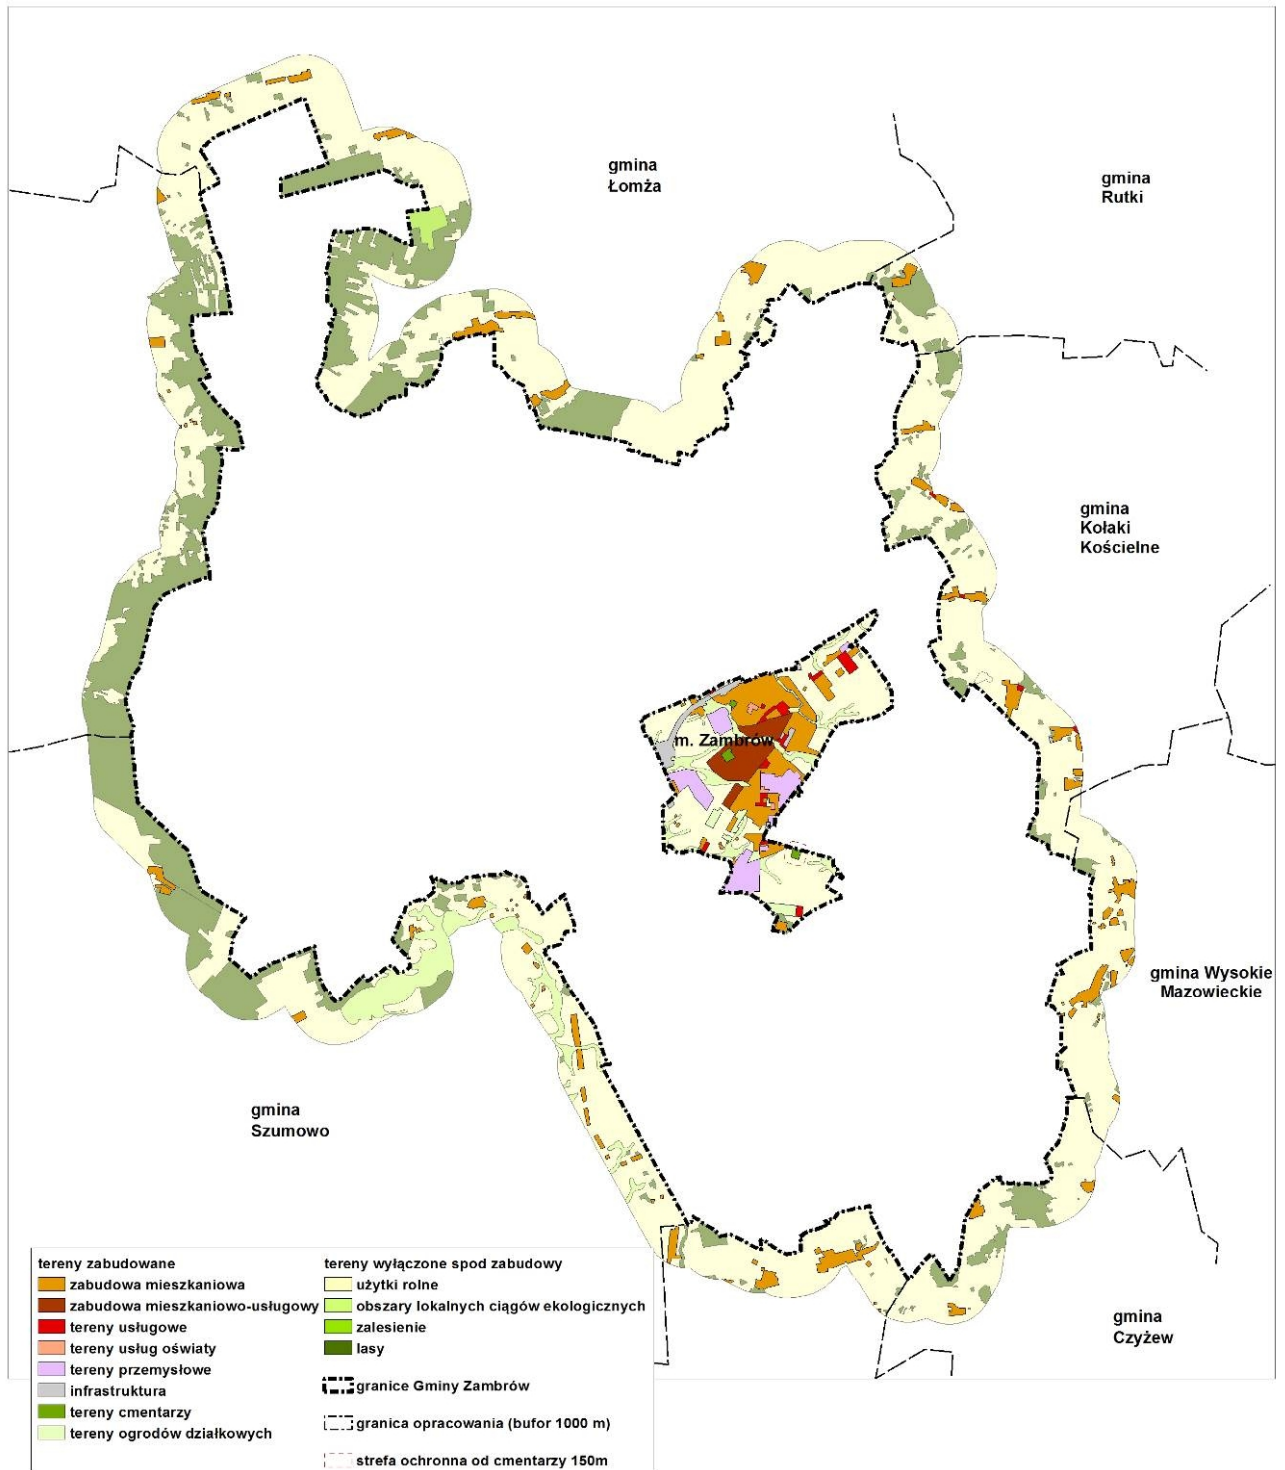 gmina
Łomża
gmina
Rutki
gmina
Kołaki
Kościelne
m. Zambrów
gmina Wysokie
Mazowieckie
gmina
Szumowo
gmina
Czyżew
tereny zabudowane
zabudowa mieszkaniowa
zabudowa mieszkaniowo-usługowy
tereny usługowe
tereny usług oświaty
tereny przemysłowe
infrastruktura
tereny cmentarzy
tereny ogrodów działkowych
tereny wyłączone spod zabudowy
użytki rolne
obszary lokalnych ciągów ekologicznych
zalesienie
lasy
granice Gminy Zambrów
granica opracowania (bufor 1000 m)
strefa ochronna od cmentarzy 150m